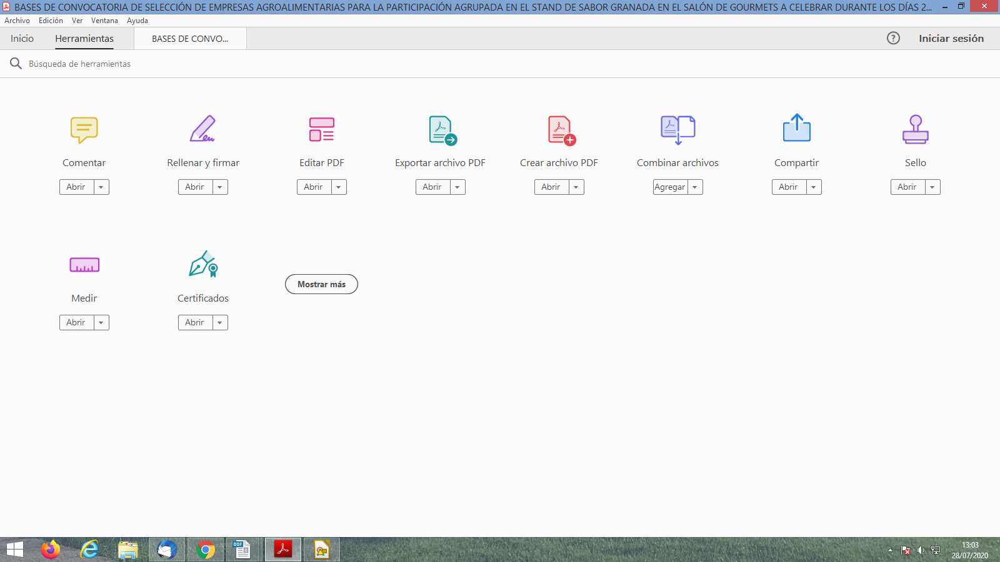 BASES DE CONVOCATORIA DE SELECCIÓN DE EMPRESAS AGROALIMENTARIAS PARA LA PARTICIPACIÓN AGRUPADA EN EL STAND DE SABOR GRANADA EN EL SALÓN DE GOURMETS A CELEBRAR DURANTE LOS DÍAS 2...
Archivo Edición Ver Ventana Ayuda
Inicio Herramientas BASES DE CONVO... ? Iniciar sesión
Búsqueda de herramientas
Comentar Rellenar y firmar Editar PDF Exportar archivo PDF Crear archivo PDF Combinar archivos Compartir Sello
Abrir Abrir Abrir Abrir Abrir Agregar Abrir Abrir
Mostrar más
Medir Certificados
Abrir Abrir
ODF
13:03
28/07/2020